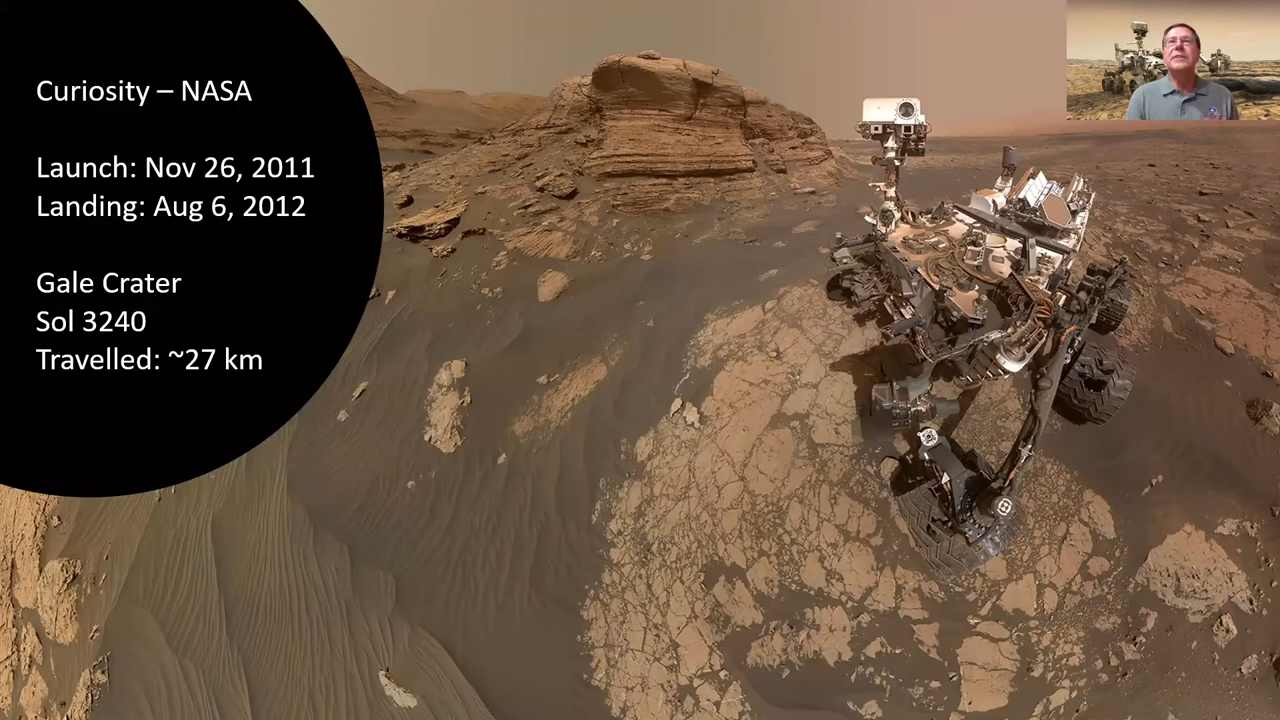 Curiosity – NASA
Launch: Nov 26, 2011
Landing: Aug 6, 2012
Gale Crater
Sol 3240
Travelled: ~27 km